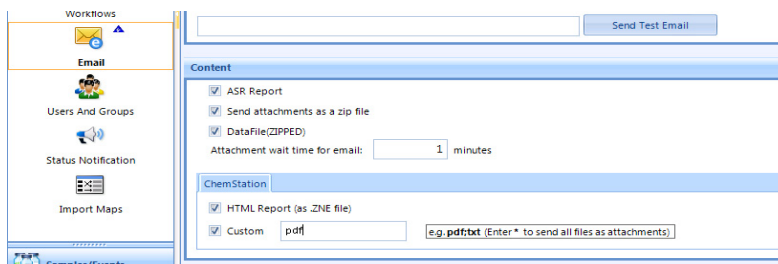 Workflows
Email
Users And Groups
Status Notification
Import Maps
Samples/Events
Send Test Email
Content
ASR Report
Send attachments as a zip file
DataFile(ZIPPED)
Attachment wait time for email: 1 minutes
ChemStation
HTML Report (as .ZNE file)
Custom pdf e.g. pdf;txt (Enter * to send all files as attachments)